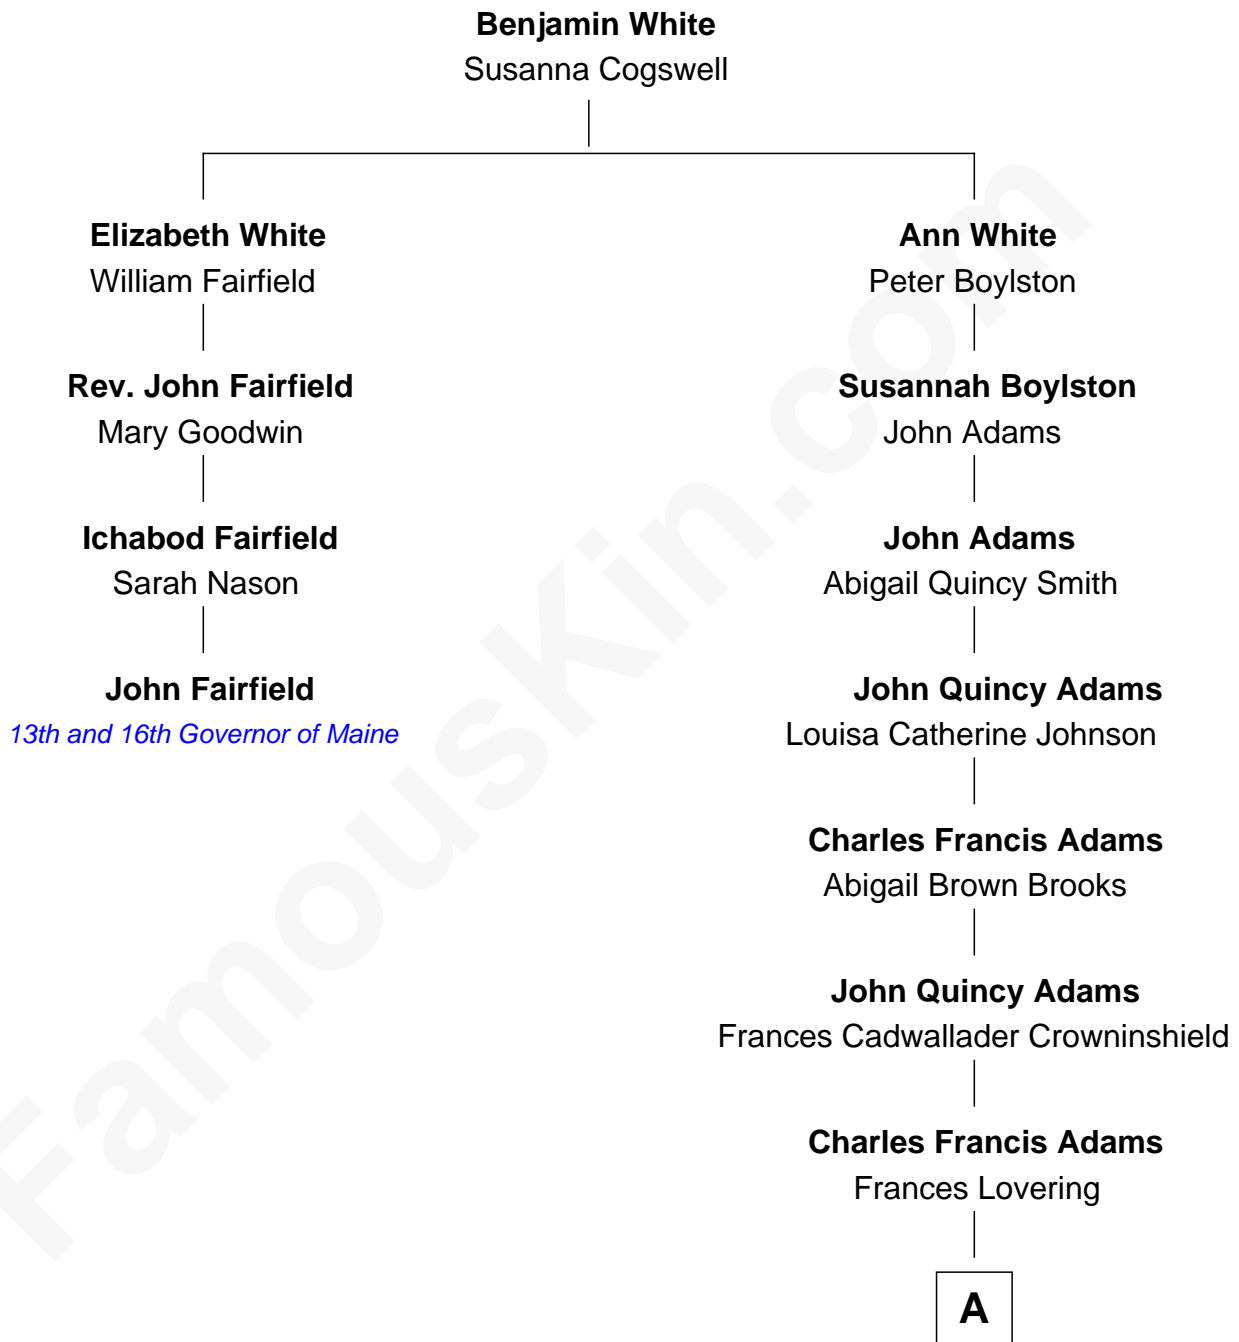 Benjamin White
Susanna Cogswell
Elizabeth White
William Fairfield
Ann White
Peter Boylston
Rev. John Fairfield
Mary Goodwin
Susannah Boylston
John Adams
Ichabod Fairfield
Sarah Nason
John Adams
Abigail Quincy Smith
John Fairfield
13th and 16th Governor of Maine
John Quincy Adams
Louisa Catherine Johnson
Charles Francis Adams
Abigail Brown Brooks
John Quincy Adams
Frances Cadwallader Crowninshield
Charles Francis Adams
Frances Lovering
A
FamousKin.com